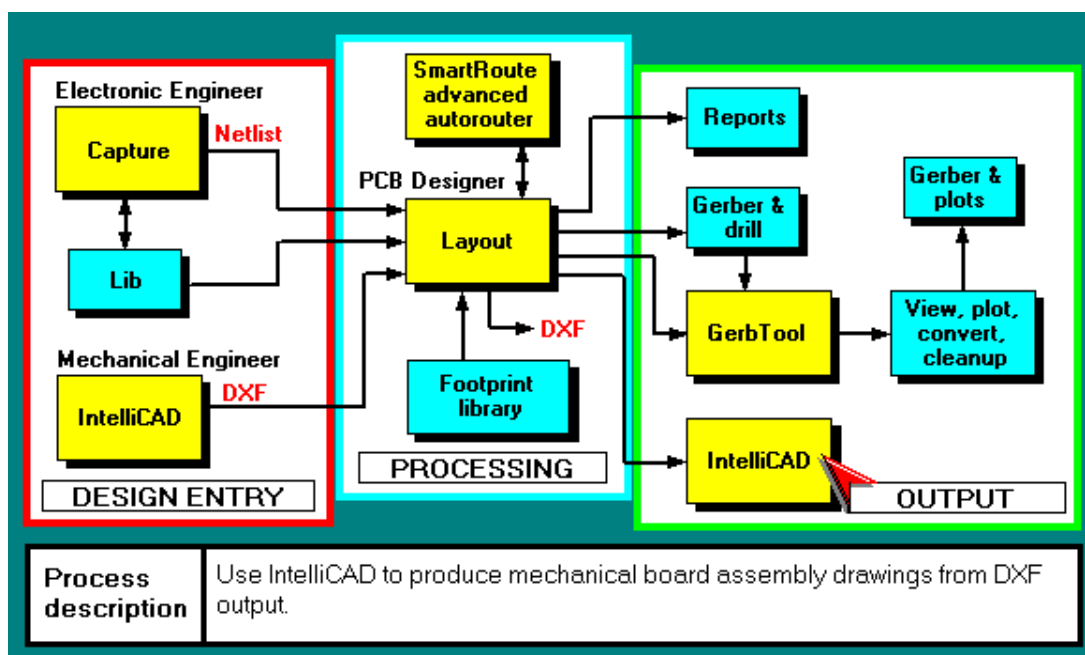 Electronic Engineer
Capture
Netlist
Lib
Mechanical Engineer
DXF
IntelliCAD
DESIGN ENTRY
SmartRoute
advanced
autorouter
PCB Designer
Layout
DXF
Footprint
library
PROCESSING
Reports
Gerber &
drill
Gerber &
plots
GerbTool
View, plot,
convert,
cleanup
IntelliCAD
OUTPUT
Process
description
Use IntelliCAD to produce mechanical board assembly drawings from DXF
output.